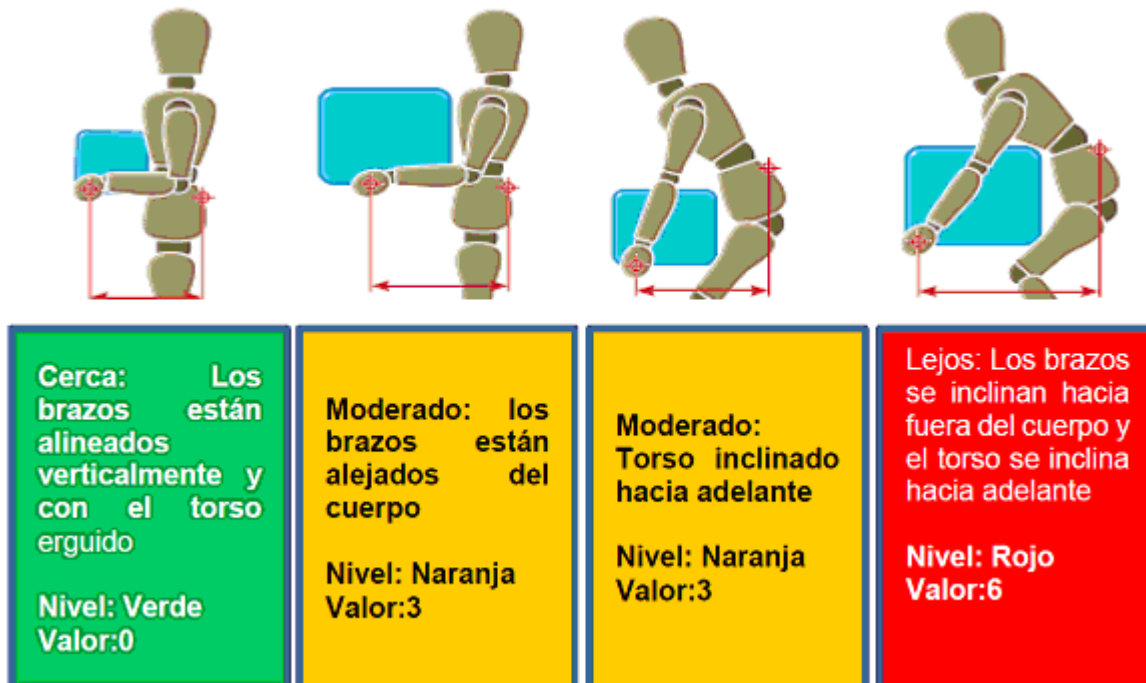 Cerca: Los
brazos están
alineados
verticalmente y
con el torso
erguido
Nivel: Verde
Valor:0
Moderado: los
brazos están
alejados del
cuerpo
Nivel: Naranja
Valor:3
Moderado:
Torso inclinado
hacia adelante
Nivel: Naranja
Valor:3
Lejos: Los brazos
se inclinan hacia
fuera del cuerpo y
el torso se inclina
hacia adelante
Nivel: Rojo
Valor:6